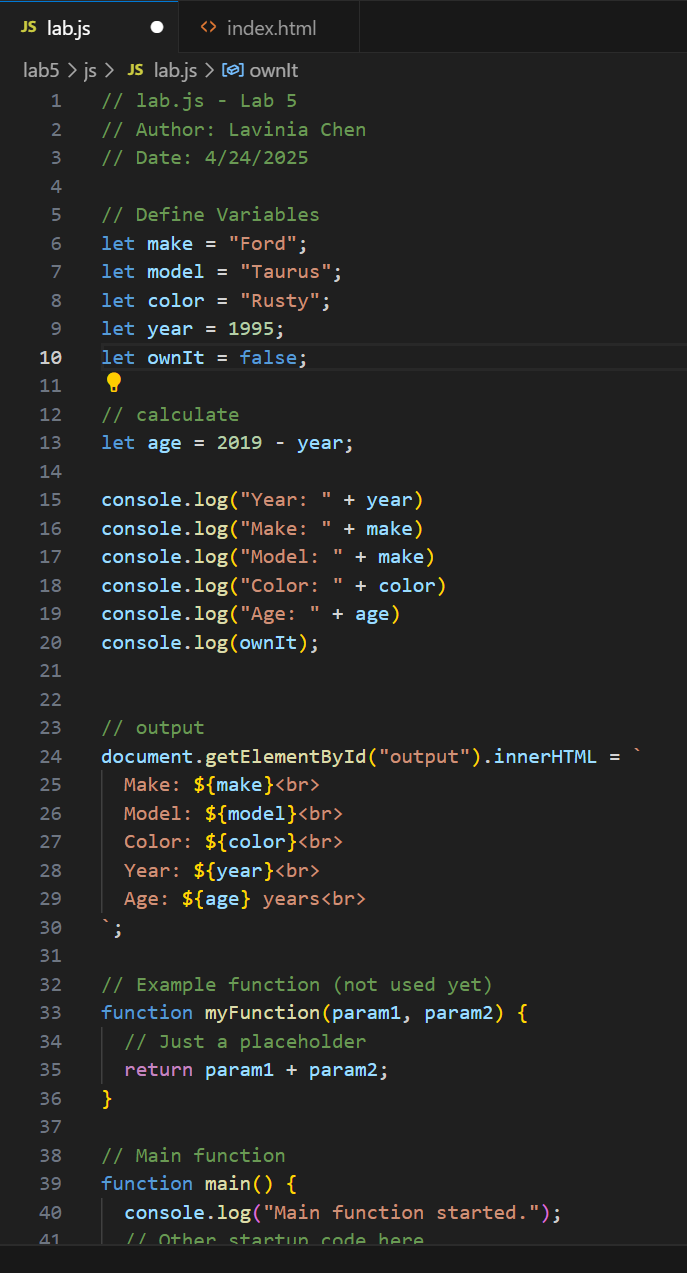 JS lab.js
<> index.html
lab5 > js > JS lab.js > ownIt
1 // lab.js - Lab 5
2 // Author: Lavinia Chen
3 // Date: 4/24/2025
4
5 // Define Variables
6 let make = "Ford";
7 let model = "Taurus";
8 let color = "Rusty";
9 let year = 1995;
10 let ownIt = false;
11
12 // calculate
13 let age = 2019 - year;
14
15 console.log("Year: " + year)
16 console.log("Make: " + make)
17 console.log("Model: " + make)
18 console.log("Color: " + color)
19 console.log("Age: " + age)
20 console.log(ownIt);
21
22
23 // output
24 document.getElementById("output").innerHTML = `
25   Make: ${make}<br>
26   Model: ${model}<br>
27   Color: ${color}<br>
28   Year: ${year}<br>
29   Age: ${age} years<br>
30 `;
31
32 // Example function (not used yet)
33 function myFunction(param1, param2) {
34   // Just a placeholder
35   return param1 + param2;
36 }
37
38 // Main function
39 function main() {
40   console.log("Main function started.");
41   // Other startup code here